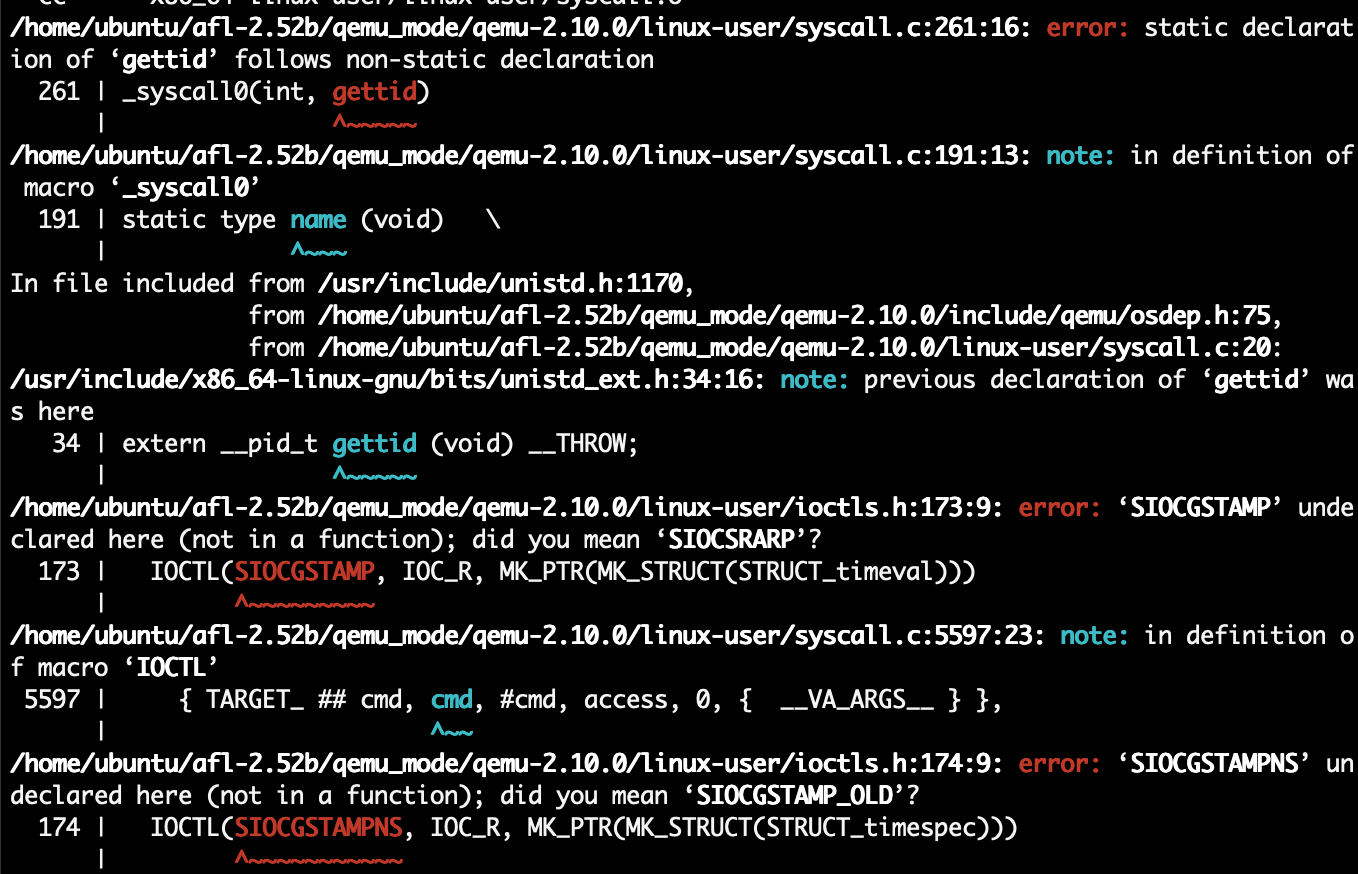 /home/ubuntu/afl-2.52b/qemu_mode/qemu-2.10.0/linux-user/syscall.c:261:16: error: static declarat
ion of ‘gettid’ follows non-static declaration
  261 | _syscall0(int, gettid)
      |                ^~~~~~
/home/ubuntu/afl-2.52b/qemu_mode/qemu-2.10.0/linux-user/syscall.c:191:13: note: in definition of
 macro ‘_syscall0’
  191 | static type name (void)   \
      |             ^~~~
In file included from /usr/include/unistd.h:1170,
                 from /home/ubuntu/afl-2.52b/qemu_mode/qemu-2.10.0/include/qemu/osdep.h:75,
                 from /home/ubuntu/afl-2.52b/qemu_mode/qemu-2.10.0/linux-user/syscall.c:20:
/usr/include/x86_64-linux-gnu/bits/unistd_ext.h:34:16: note: previous declaration of ‘gettid’ wa
s here
   34 | extern __pid_t gettid (void) __THROW;
      |                ^~~~~~
/home/ubuntu/afl-2.52b/qemu_mode/qemu-2.10.0/linux-user/ioctls.h:173:9: error: ‘SIOCGSTAMP’ unde
clared here (not in a function); did you mean ‘SIOCSRARP’?
  173 |   IOCTL(SIOCGSTAMP, IOC_R, MK_PTR(MK_STRUCT(STRUCT_timeval)))
      |         ^~~~~~~~~~
/home/ubuntu/afl-2.52b/qemu_mode/qemu-2.10.0/linux-user/syscall.c:5597:23: note: in definition o
f macro ‘IOCTL’
 5597 |     { TARGET_ ## cmd, cmd, #cmd, access, 0, {  __VA_ARGS__ } },
      |                       ^~~
/home/ubuntu/afl-2.52b/qemu_mode/qemu-2.10.0/linux-user/ioctls.h:174:9: error: ‘SIOCGSTAMPNS’ un
declared here (not in a function); did you mean ‘SIOCGSTAMP_OLD’?
  174 |   IOCTL(SIOCGSTAMPNS, IOC_R, MK_PTR(MK_STRUCT(STRUCT_timespec)))
      |         ^~~~~~~~~~~~